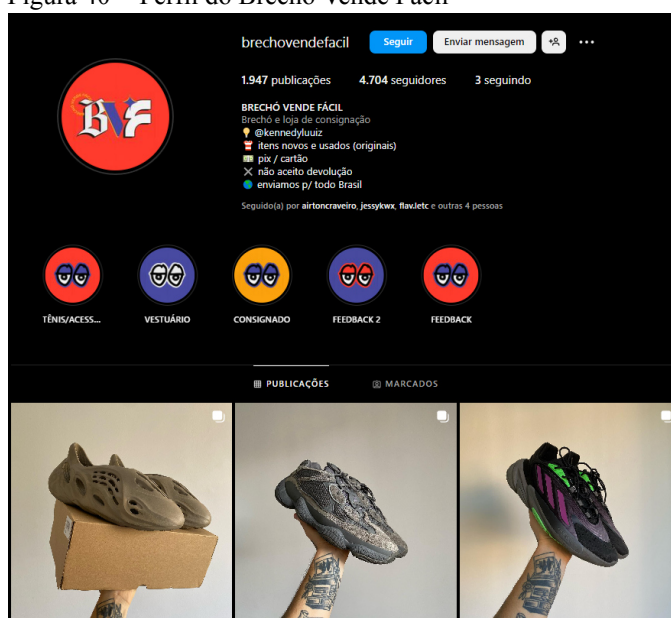 Figura 40 – Perfil do Brechó Vende Fácil
brechovendefacil Seguir Enviar mensagem
1.947 publicações 4.704 seguidores 3 seguindo
BRECHÓ VENDE FÁCIL
Brechó e loja de consignação
@kennedyluuiz
itens novos e usados (originais)
pix / cartão
não aceito devolução
enviamos p/ todo Brasil
Seguido(a) por airtoncraveiro, jessykwx, flav.letc e outras 4 pessoas
BVF
TÊNIS/ACESS... VESTUÁRIO CONSIGNADO FEEDBACK 2 FEEDBACK
PUBLICAÇÕES MARCADOS